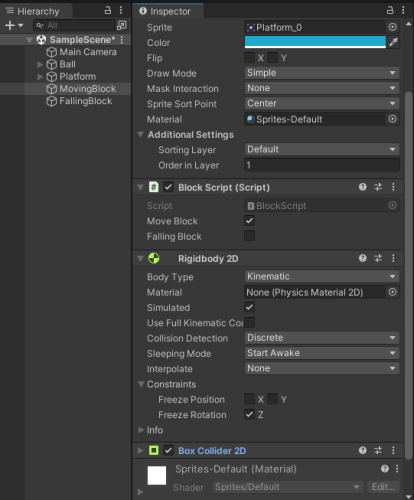 Hierarchy
All
SampleScene*
Main Camera
Ball
Platform
MovingBlock
FallingBlock
Inspector
Sprite Platform_0
Color
Flip X Y
Draw Mode Simple
Mask Interaction None
Sprite Sort Point Center
Material Sprites-Default
Additional Settings
Sorting Layer Default
Order in Layer 1
Block Script (Script)
Script BlockScript
Move Block
Falling Block
Rigidbody 2D
Body Type Kinematic
Material None (Physics Material 2D)
Simulated
Use Full Kinematic Con
Collision Detection Discrete
Sleeping Mode Start Awake
Interpolate None
Constraints
Freeze Position X Y
Freeze Rotation Z
Info
Box Collider 2D
Sprites-Default (Material)
Shader Sprites/Default Edit...